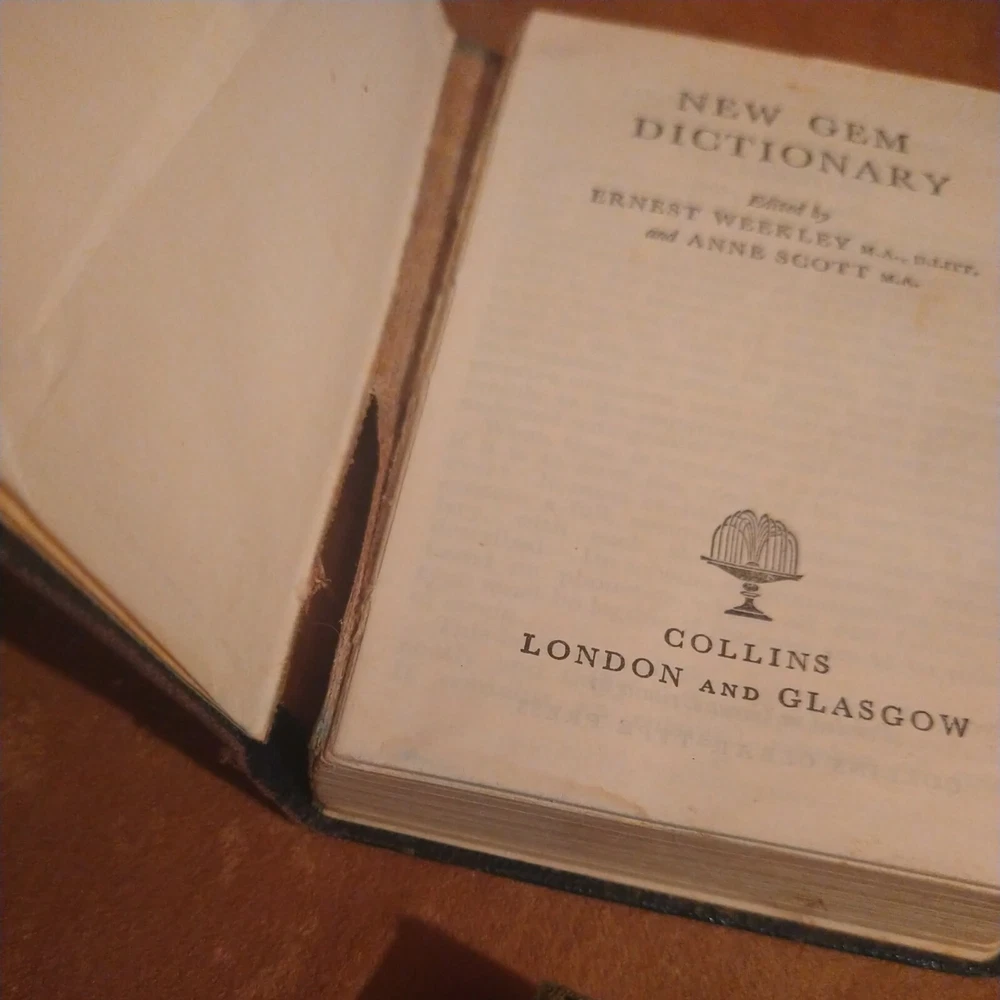 NEW GEM
DICTIONARY
Edited by
ERNEST WEEKLEY M.A., D.LITT.
and ANNE SCOTT M.A.
COLLINS
LONDON AND GLASGOW